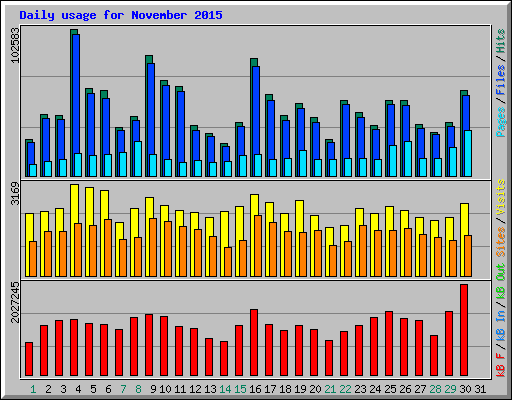 Daily usage for November 2015
102583
Pages / Files / Hits
3169
Sites / Visits
2027245
kB F / kB In / kB Out
1 2 3 4 5 6 7 8 9 10 11 12 13 14 15 16 17 18 19 20 21 22 23 24 25 26 27 28 29 30 31